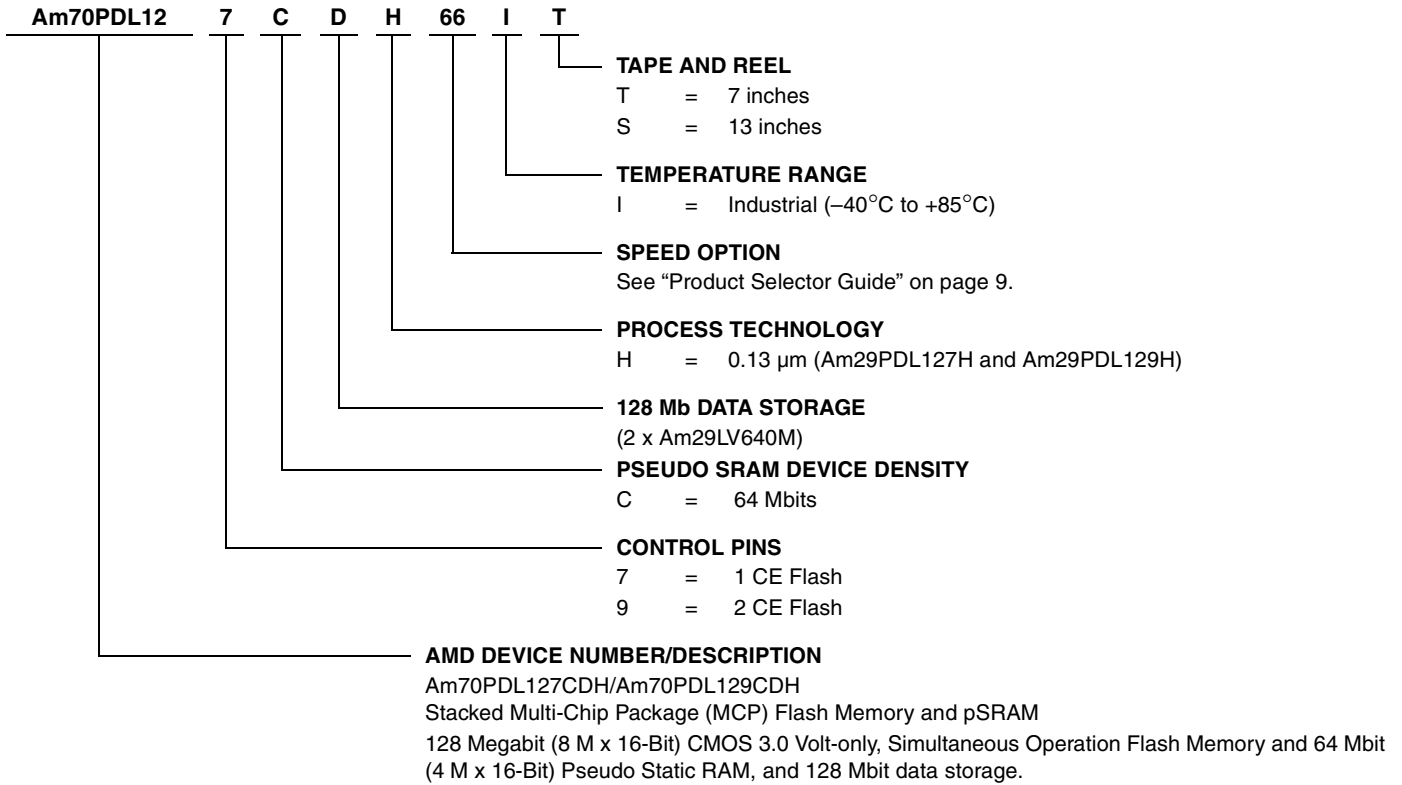 Am70PDL12 7 C D H 66 I T
TAPE AND REEL
T = 7 inches
S = 13 inches
TEMPERATURE RANGE
I = Industrial (–40°C to +85°C)
SPEED OPTION
See “Product Selector Guide” on page 9.
PROCESS TECHNOLOGY
H = 0.13 µm (Am29PDL127H and Am29PDL129H)
128 Mb DATA STORAGE
(2 x Am29LV640M)
PSEUDO SRAM DEVICE DENSITY
C = 64 Mbits
CONTROL PINS
7 = 1 CE Flash
9 = 2 CE Flash
AMD DEVICE NUMBER/DESCRIPTION
Am70PDL127CDH/Am70PDL129CDH
Stacked Multi-Chip Package (MCP) Flash Memory and pSRAM
128 Megabit (8 M x 16-Bit) CMOS 3.0 Volt-only, Simultaneous Operation Flash Memory and 64 Mbit
(4 M x 16-Bit) Pseudo Static RAM, and 128 Mbit data storage.